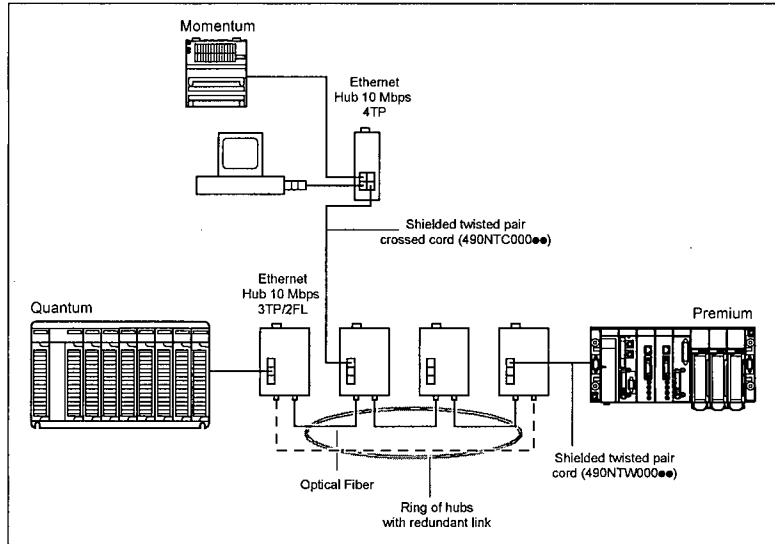 Momentum
Ethernet
Hub 10 Mbps
4TP
Shielded twisted pair
crossed cord (490NTC000●●)
Ethernet
Hub 10 Mbps
3TP/2FL
Quantum
Premium
Optical Fiber
Shielded twisted pair
cord (490NTW000●●)
Ring of hubs
with redundant link